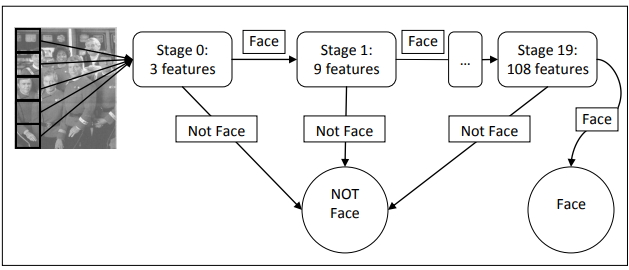 Stage 0:
3 features
Face
Stage 1:
9 features
Face
...
Stage 19:
108 features
Face
Not Face
Not Face
Not Face
NOT
Face
Face